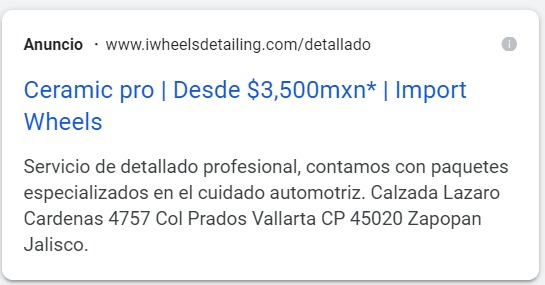 Anuncio · www.iwheelsdetailing.com/detallado
Ceramic pro | Desde $3,500mxn* | Import
Wheels
Servicio de detallado profesional, contamos con paquetes
especializados en el cuidado automotriz. Calzada Lazaro
Cardenas 4757 Col Prados Vallarta CP 45020 Zapopan
Jalisco.